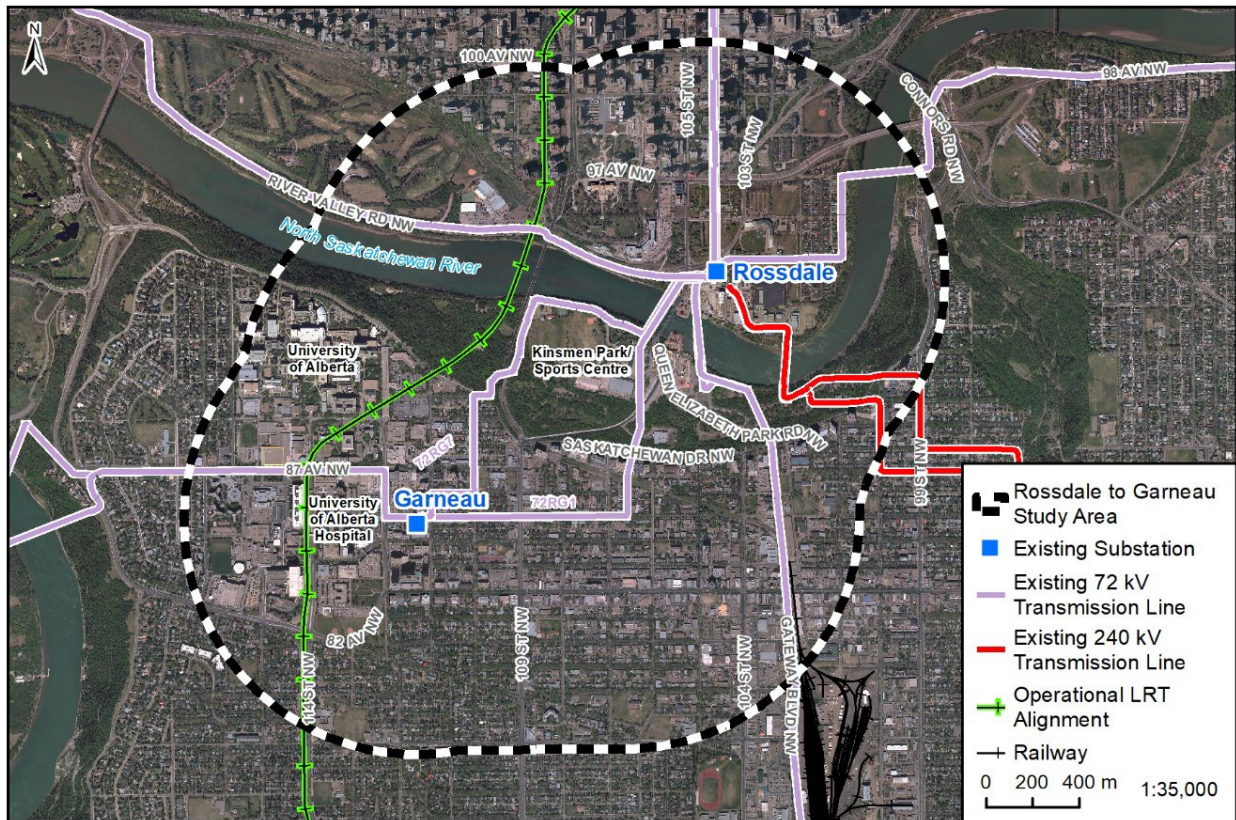 N
100 AV NW
105 ST NW
103 ST NW
CONNORS RD NW
98 AV NW
97 AV NW
RIVER VALLEY RD NW
North Saskatchewan River
Rossdale
University
of Alberta
Kinsmen Park/
Sports Centre
QUEEN ELIZABETH PARK RD NW
SASKATCHEWAN DR NW
72RG7
87 AV NW
Garneau
72RG1
99 ST NW
University
of Alberta
Hospital
82 AV NW
114 ST NW
109 ST NW
104 ST NW
GATEWAY BLVD NW
Rossdale to Garneau
Study Area
Existing Substation
Existing 72 kV
Transmission Line
Existing 240 kV
Transmission Line
Operational LRT
Alignment
Railway
0 200 400 m
1:35,000